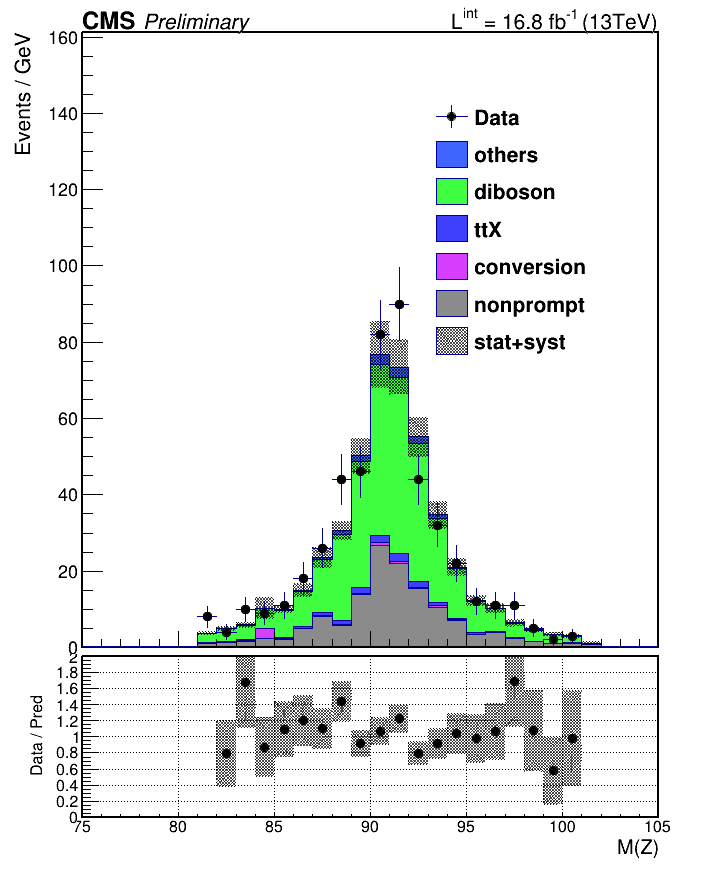 CMS Preliminary L^int = 16.8 fb^-1 (13TeV)
Events / GeV
160
140
120
100
80
60
40
20
0
Data
others
diboson
ttX
conversion
nonprompt
stat+syst
Data / Pred
2
1.8
1.6
1.4
1.2
1
0.8
0.6
0.4
0.2
0
75 80 85 90 95 100 105
M(Z)